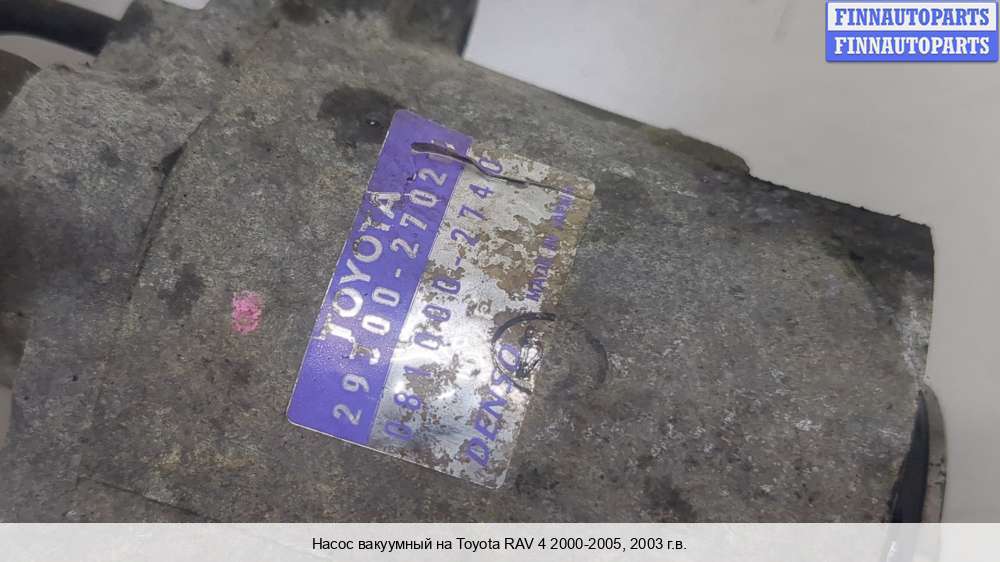 FINNAUTOPARTS
FINNAUTOPARTS
TOYOTA
29300-2702
081000-2740
DENSO
MADE IN JAPAN
Насос вакуумный на Toyota RAV 4 2000-2005, 2003 г.в.